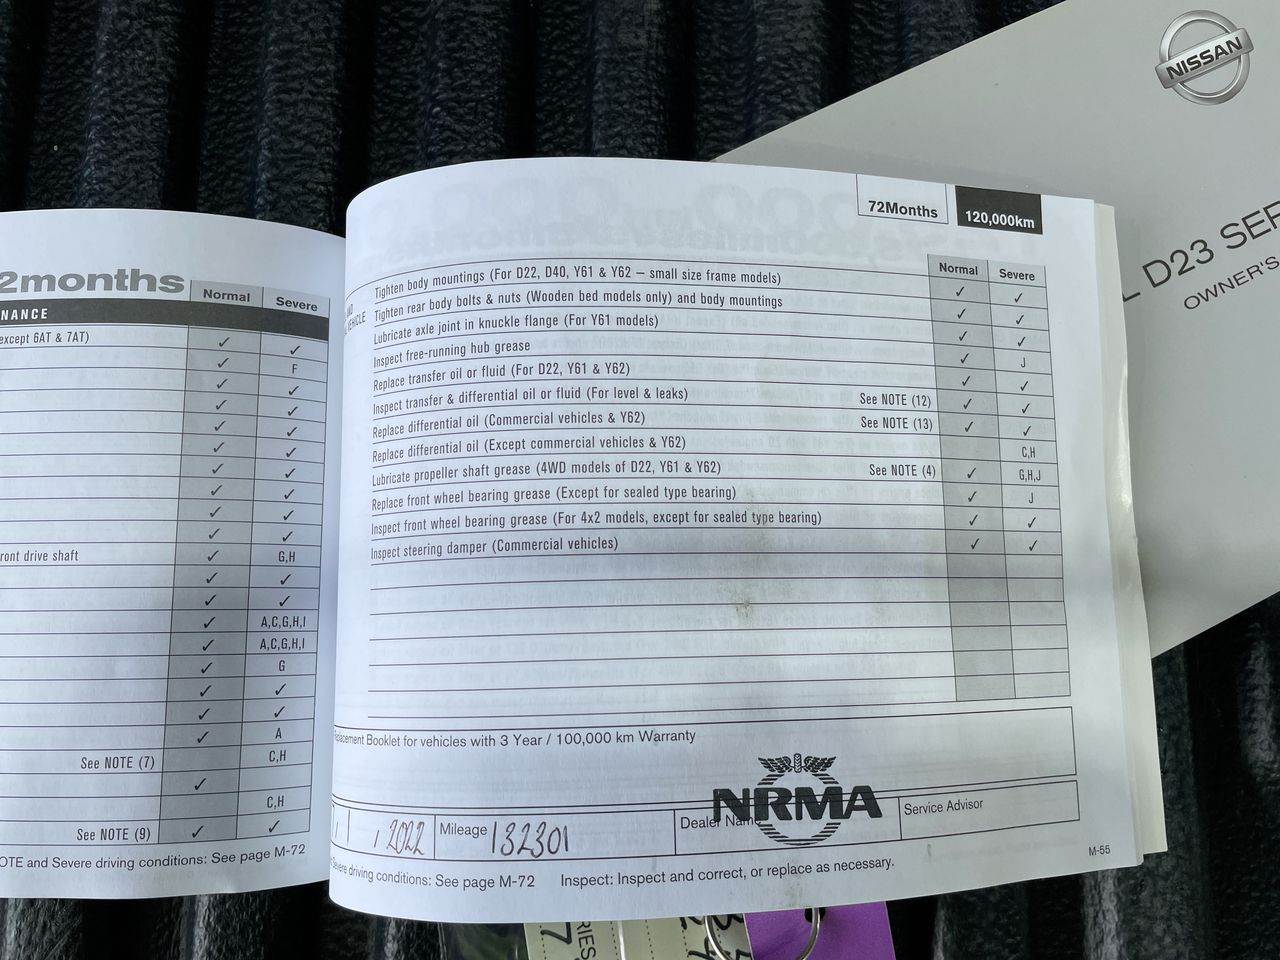 NISSAN
D23 SER
OWNER'S
2months
Normal Severe
NANCE
except 6AT & 7AT) ✓ ✓
✓ F
✓ ✓
✓ ✓
✓ ✓
✓ ✓
✓ ✓
✓ ✓
✓ ✓
✓ ✓
ront drive shaft ✓ G,H
✓ ✓
✓ ✓
✓ A,C,G,H,I
✓ A,C,G,H,I
✓ G
✓ ✓
✓ ✓
✓ A
See NOTE (7) C,H
✓
C,H
See NOTE (9) ✓ ✓
OTE and Severe driving conditions: See page M-72
72Months 120,000km
Normal Severe
VEHICLE
Tighten body mountings (For D22, D40, Y61 & Y62 – small size frame models) ✓ ✓
Tighten rear body bolts & nuts (Wooden bed models only) and body mountings ✓ ✓
Lubricate axle joint in knuckle flange (For Y61 models) ✓ ✓
Inspect free-running hub grease ✓ J
Replace transfer oil or fluid (For D22, Y61 & Y62) ✓ ✓
Inspect transfer & differential oil or fluid (For level & leaks) See NOTE (12) ✓ ✓
Replace differential oil (Commercial vehicles & Y62) See NOTE (13) ✓ ✓
Replace differential oil (Except commercial vehicles & Y62) C,H
Lubricate propeller shaft grease (4WD models of D22, Y61 & Y62) See NOTE (4) ✓ G,H,J
Replace front wheel bearing grease (Except for sealed type bearing) ✓ J
Inspect front wheel bearing grease (For 4x2 models, except for sealed type bearing) ✓ ✓
Inspect steering damper (Commercial vehicles) ✓ ✓
placement Booklet for vehicles with 3 Year / 100,000 km Warranty
NRMA
/ 2022 Mileage 132301 Dealer Name Service Advisor
Severe driving conditions: See page M-72 Inspect: Inspect and correct, or replace as necessary.
M-55
RIES
7